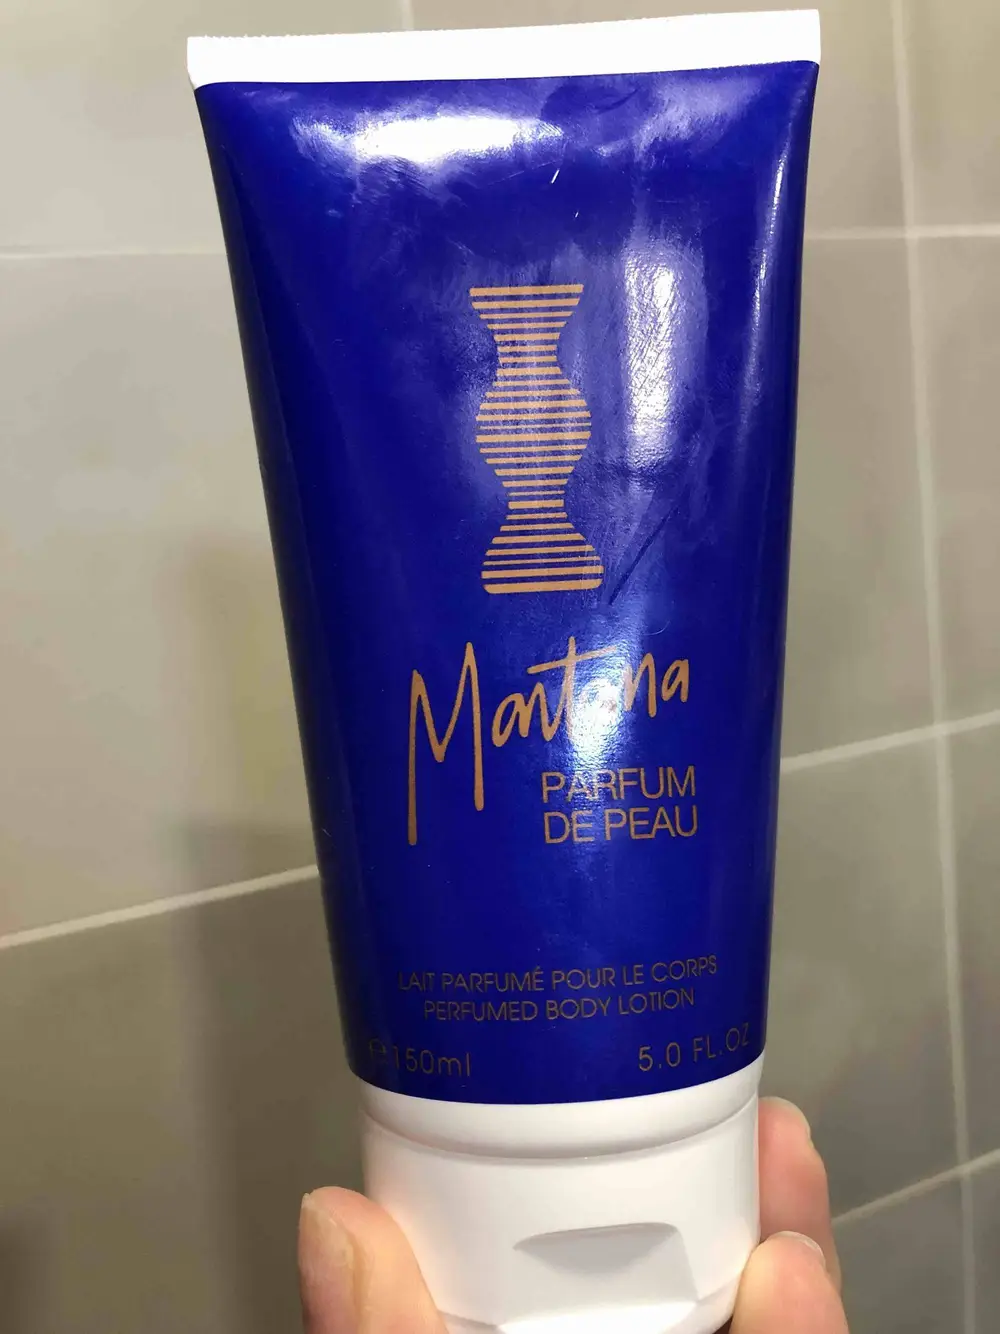 Montana
PARFUM
DE PEAU
LAIT PARFUMÉ POUR LE CORPS
PERFUMED BODY LOTION
℮150ml 5.0 FL.OZ